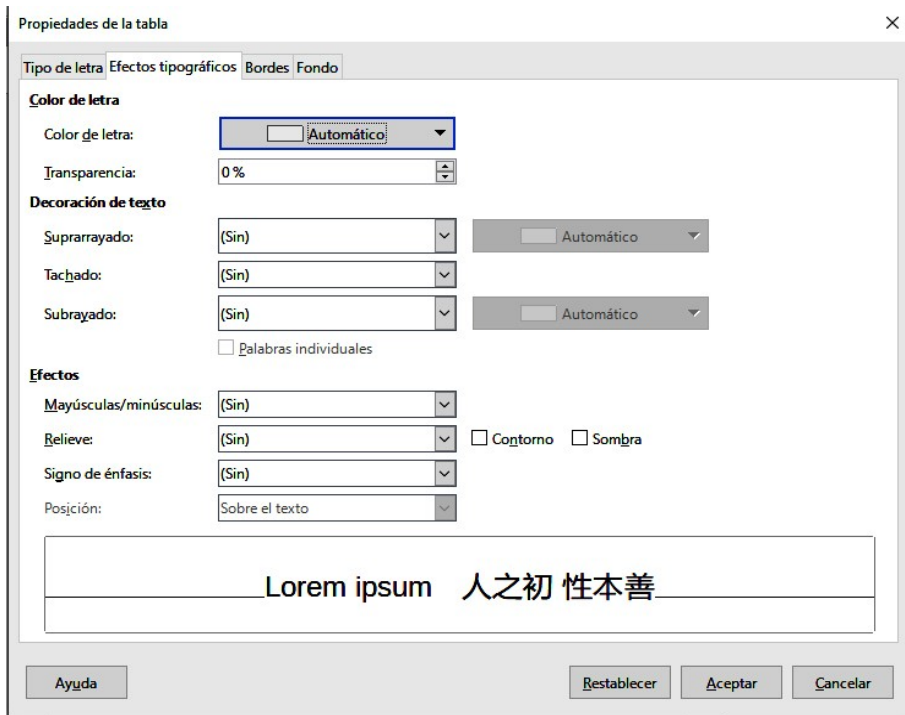 Propiedades de la tabla
Tipo de letra Efectos tipográficos Bordes Fondo
Color de letra
Color de letra: Automático
Transparencia: 0 %
Decoración de texto
Suprarrayado: (Sin) Automático
Tachado: (Sin)
Subrayado: (Sin) Automático
Palabras individuales
Efectos
Mayúsculas/minúsculas: (Sin)
Relieve: (Sin) Contorno Sombra
Signo de énfasis: (Sin)
Posición: Sobre el texto
Lorem ipsum 人之初 性本善
Ayuda Restablecer Aceptar Cancelar